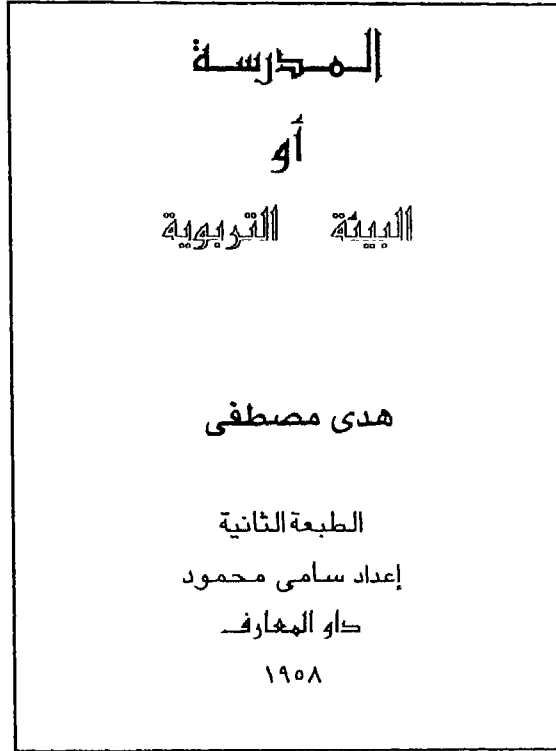 المدرسة
أو
البيئة التربوية
هدى مصطفى
الطبعة الثانية
إعداد سامى محمود
داو المعارف
١٩٥٨